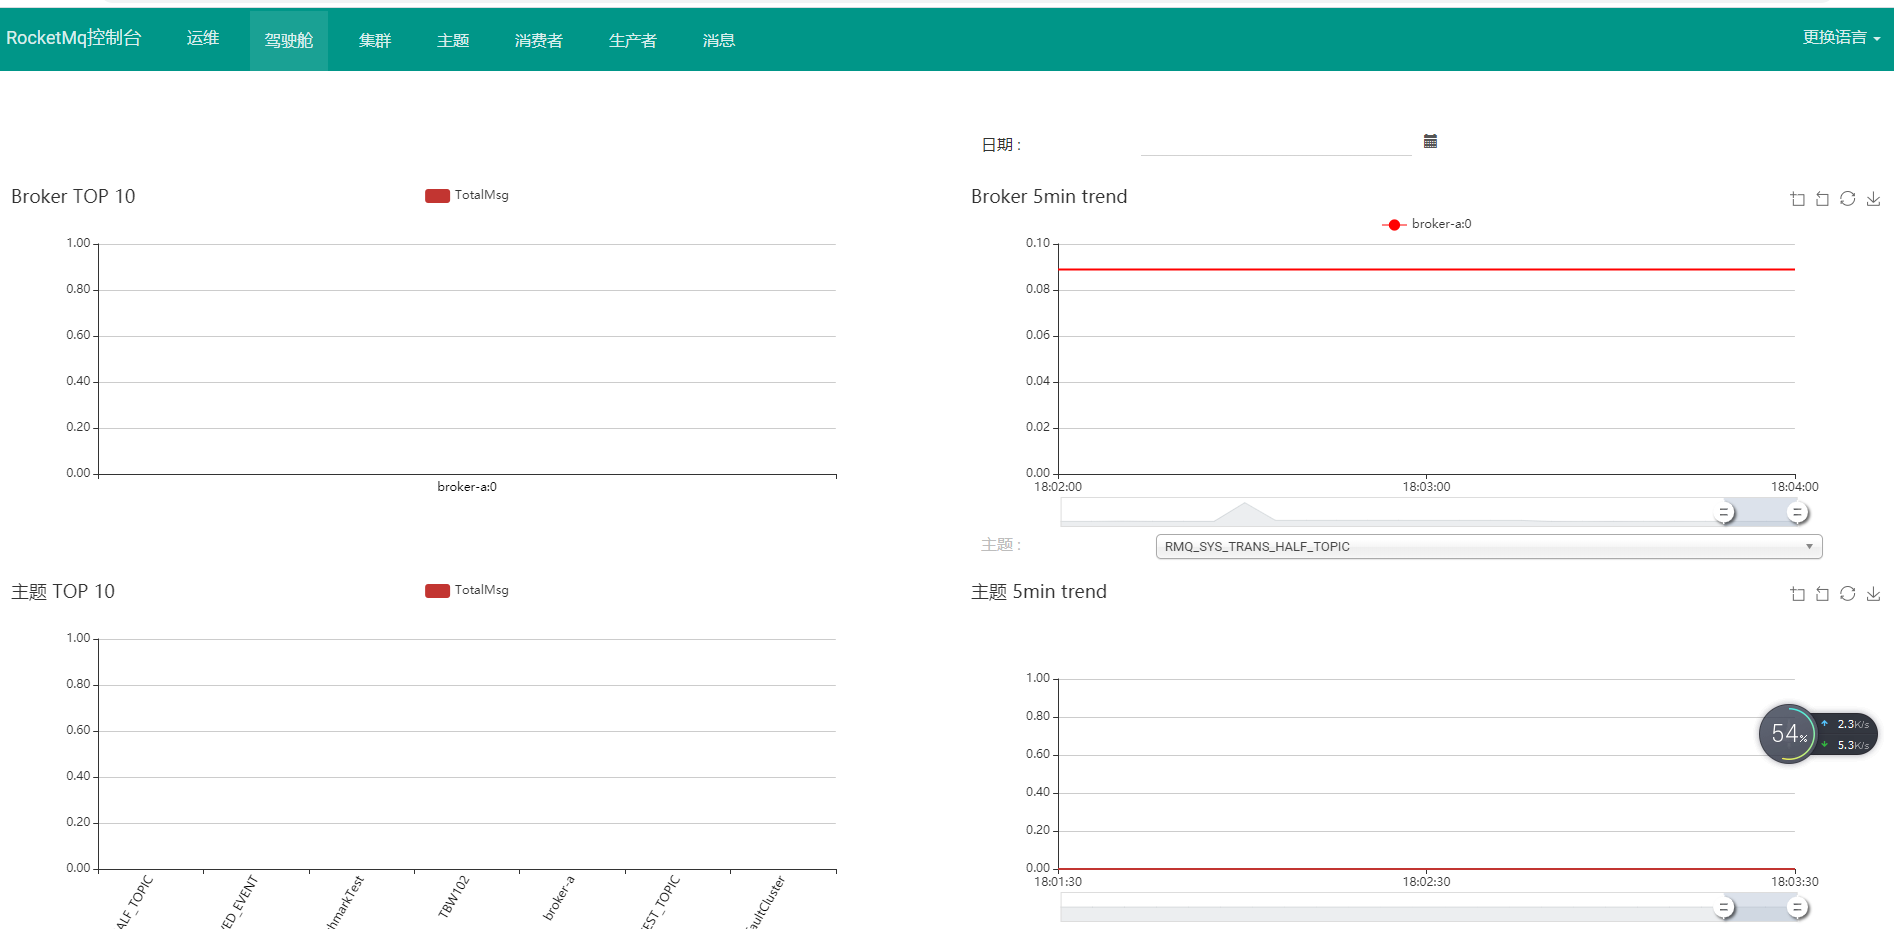 RocketMq控制台 运维 驾驶舱 集群 主题 消费者 生产者 消息 更换语言
日期 :
Broker TOP 10
TotalMsg
1.00
0.80
0.60
0.40
0.20
0.00
broker-a:0
Broker 5min trend
broker-a:0
0.10
0.08
0.06
0.04
0.02
0.00
18:02:00 18:03:00 18:04:00
主题 :
RMQ_SYS_TRANS_HALF_TOPIC
主题 TOP 10
TotalMsg
1.00
0.80
0.60
0.40
0.20
0.00
ALF_TOPIC
VED_EVENT
hmarkTest
TBW102
broker-a
EST_TOPIC
aultCluster
主题 5min trend
1.00
0.80
0.60
0.40
0.20
0.00
18:01:30 18:02:30 18:03:30
54%
2.3K/s
5.3K/s